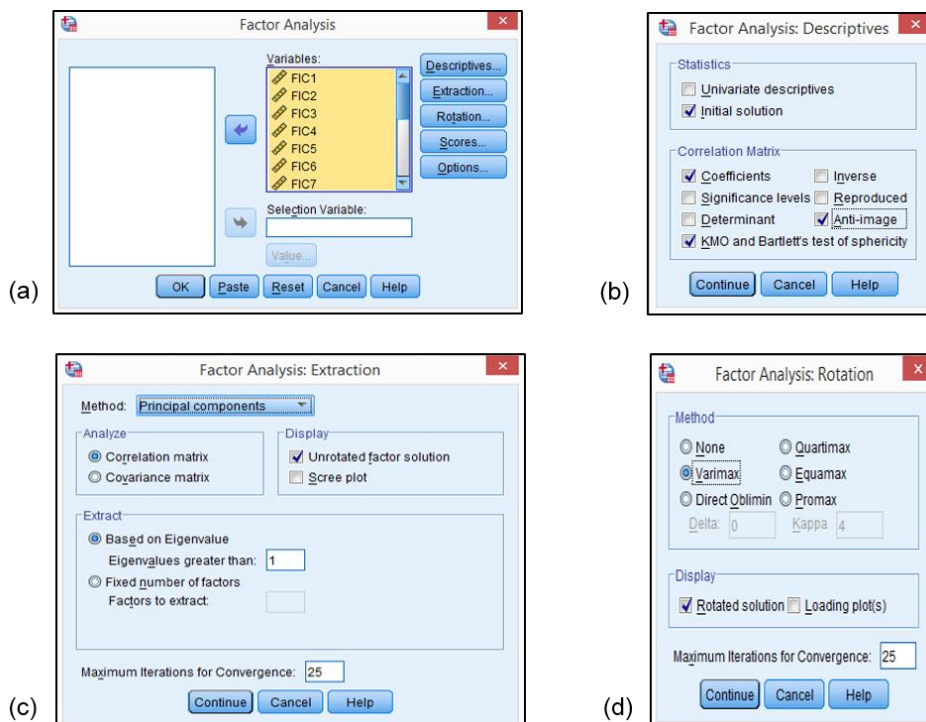 Factor Analysis
Variables:
FIC1
FIC2
FIC3
FIC4
FIC5
FIC6
FIC7
Descriptives...
Extraction...
Rotation...
Scores...
Options...
Selection Variable:
Value...
OK Paste Reset Cancel Help
(a)
Factor Analysis: Descriptives
Statistics
Univariate descriptives
Initial solution
Correlation Matrix
Coefficients Inverse
Significance levels Reproduced
Determinant Anti-image
KMO and Bartlett's test of sphericity
Continue Cancel Help
(b)
Factor Analysis: Extraction
Method: Principal components
Analyze
Correlation matrix
Covariance matrix
Display
Unrotated factor solution
Scree plot
Extract
Based on Eigenvalue
Eigenvalues greater than: 1
Fixed number of factors
Factors to extract:
Maximum Iterations for Convergence: 25
Continue Cancel Help
(c)
Factor Analysis: Rotation
Method
None Quartimax
Varimax Equamax
Direct Oblimin Promax
Delta: 0 Kappa 4
Display
Rotated solution Loading plot(s)
Maximum Iterations for Convergence: 25
Continue Cancel Help
(d)